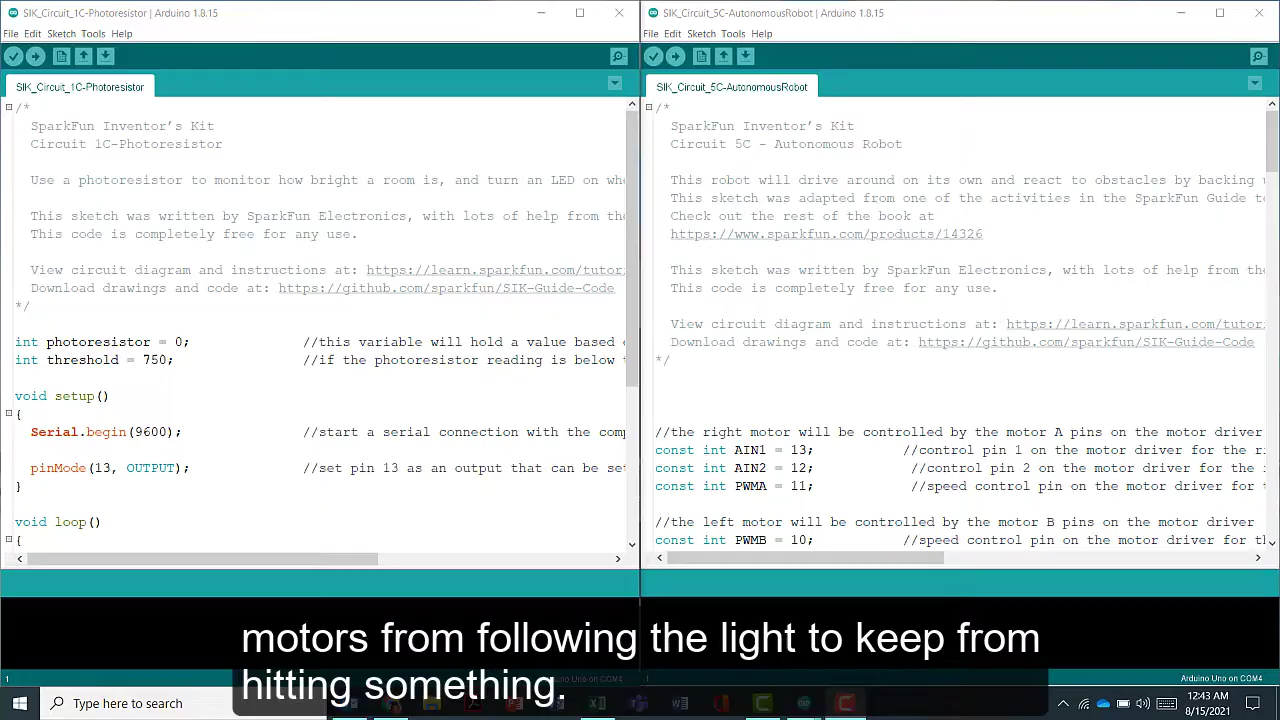 SIK_Circuit_1C-Photoresistor | Arduino 1.8.15
File Edit Sketch Tools Help
SIK_Circuit_1C-Photoresistor
/*
SparkFun Inventor's Kit
Circuit 1C-Photoresistor
Use a photoresistor to monitor how bright a room is, and turn an LED on whe
This sketch was written by SparkFun Electronics, with lots of help from the
This code is completely free for any use.
View circuit diagram and instructions at: https://learn.sparkfun.com/tutori
Download drawings and code at: https://github.com/sparkfun/SIK-Guide-Code
*/
int photoresistor = 0; //this variable will hold a value based
int threshold = 750; //if the photoresistor reading is below
void setup()
{
Serial.begin(9600); //start a serial connection with the comp
pinMode(13, OUTPUT); //set pin 13 as an output that can be set
}
void loop()
{
1
SIK_Circuit_5C-AutonomousRobot | Arduino 1.8.15
File Edit Sketch Tools Help
SIK_Circuit_5C-AutonomousRobot
/*
SparkFun Inventor's Kit
Circuit 5C - Autonomous Robot
This robot will drive around on its own and react to obstacles by backing
This sketch was adapted from one of the activities in the SparkFun Guide to
Check out the rest of the book at
https://www.sparkfun.com/products/14326
This sketch was written by SparkFun Electronics, with lots of help from the
This code is completely free for any use.
View circuit diagram and instructions at: https://learn.sparkfun.com/tutori
Download drawings and code at: https://github.com/sparkfun/SIK-Guide-Code
*/
//the right motor will be controlled by the motor A pins on the motor driver
const int AIN1 = 13; //control pin 1 on the motor driver for the ri
const int AIN2 = 12; //control pin 2 on the motor driver for the
const int PWMA = 11; //speed control pin on the motor driver for
//the left motor will be controlled by the motor B pins on the motor driver
const int PWMB = 10; //speed control pin on the motor driver for th
motors from following the light to keep from
hitting something.
1
Arduino Uno on COM4
Type here to search
12:43 AM
8/15/2021